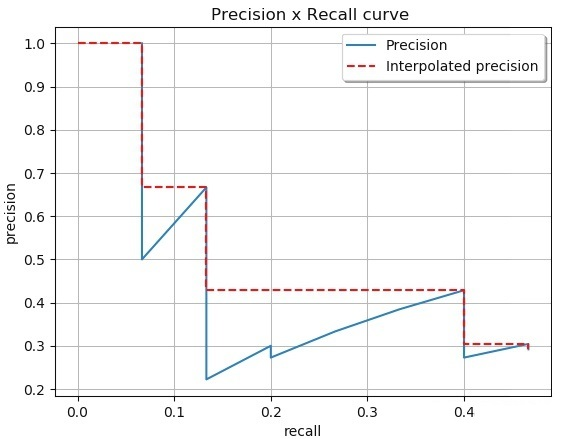 Precision x Recall curve
Precision
Interpolated precision
1.0
0.9
0.8
0.7
0.6
0.5
0.4
0.3
0.2
precision
0.0 0.1 0.2 0.3 0.4
recall